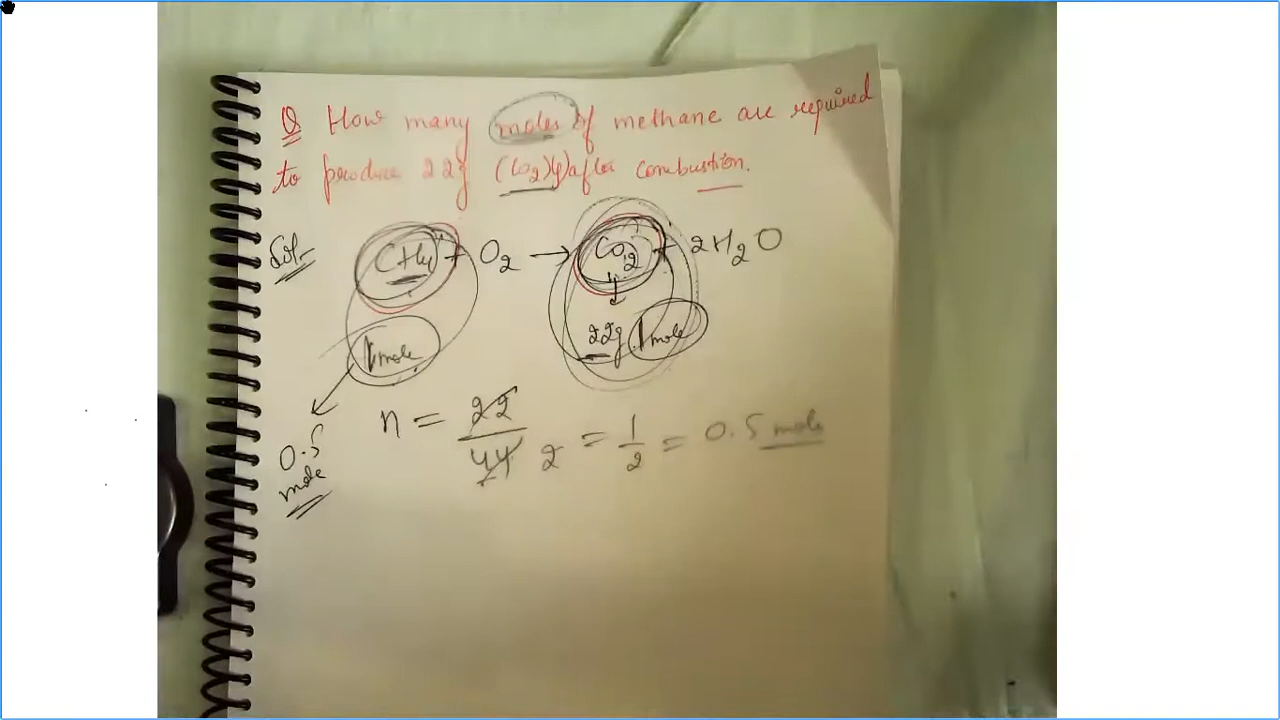 Q How many moles of methane are required
to produce 22g (CO2)(g) after combustion.
Sol- CH4 + O2 → CO2 + 2H2O
22g 1 mole
1 mole
n = 22/44 2 = 1/2 = 0.5 mole
0.5
mole